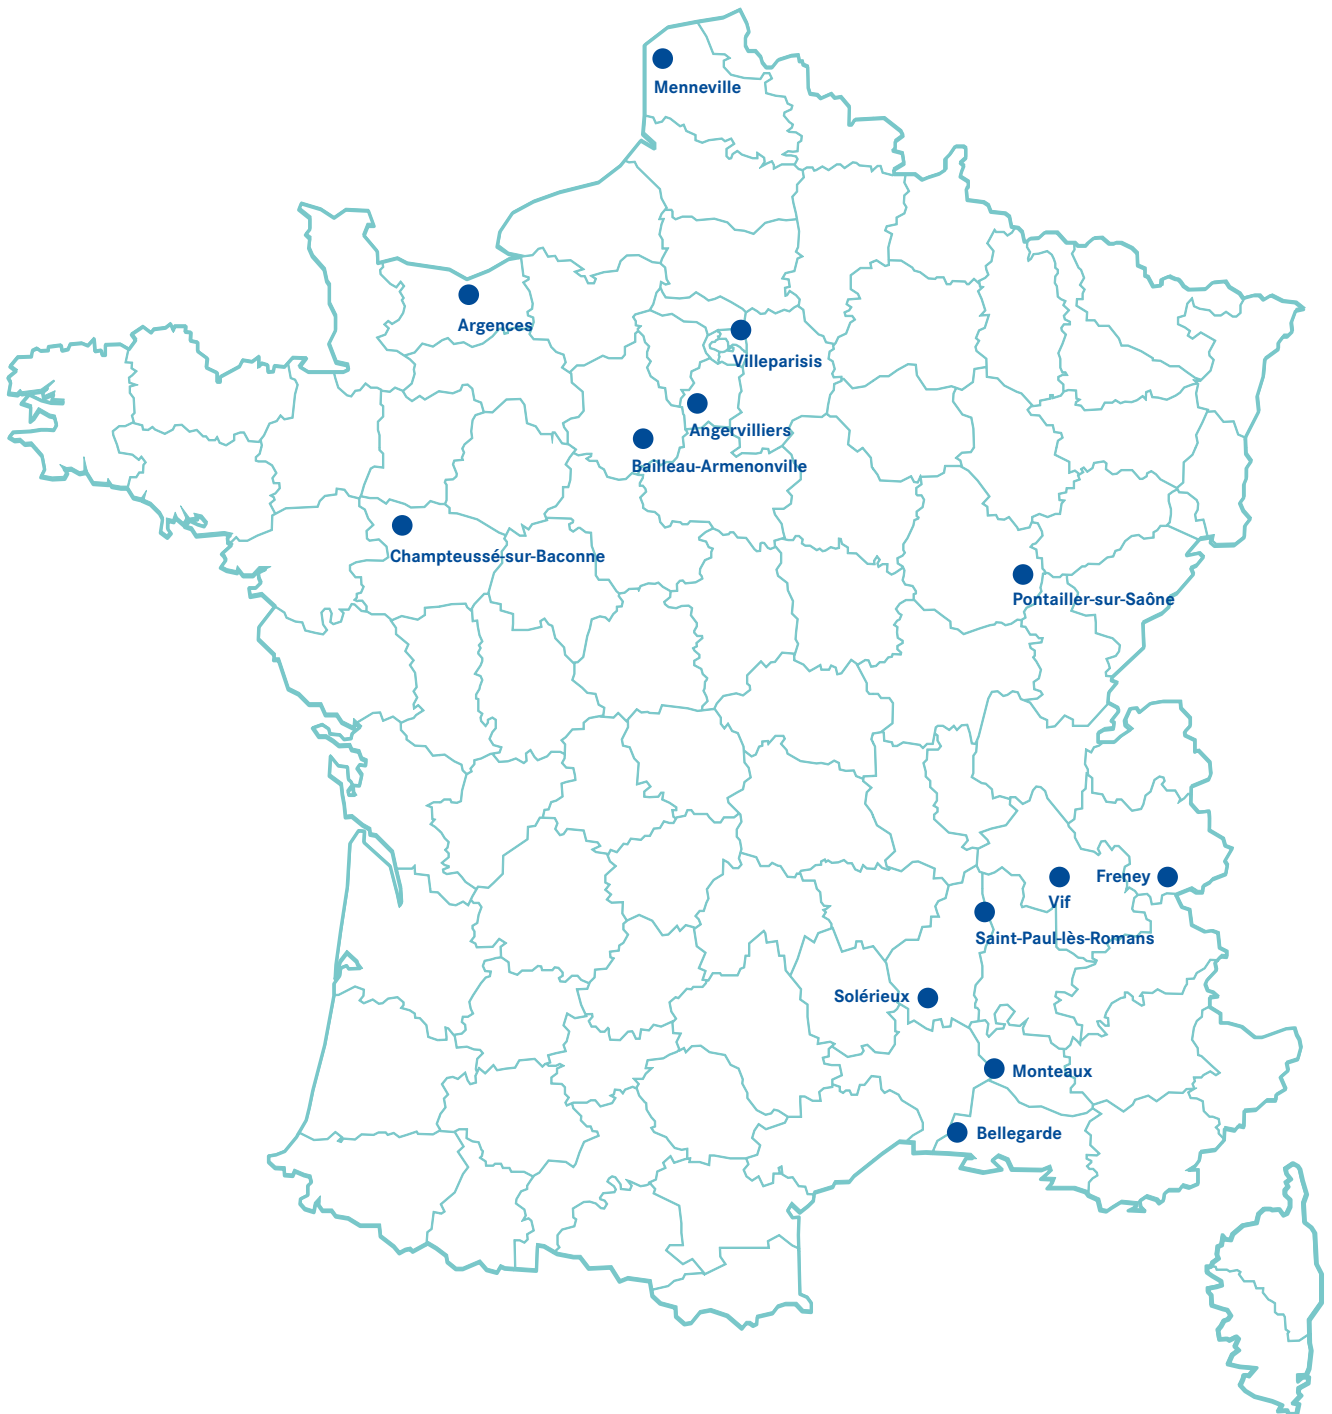 Menneville
Argences
Villeparisis
Angervilliers
Bailleau-Armenonville
Champteussé-sur-Baconne
Pontailler-sur-Saône
Freney
Vif
Saint-Paul-lès-Romans
Solérieux
Monteaux
Bellegarde